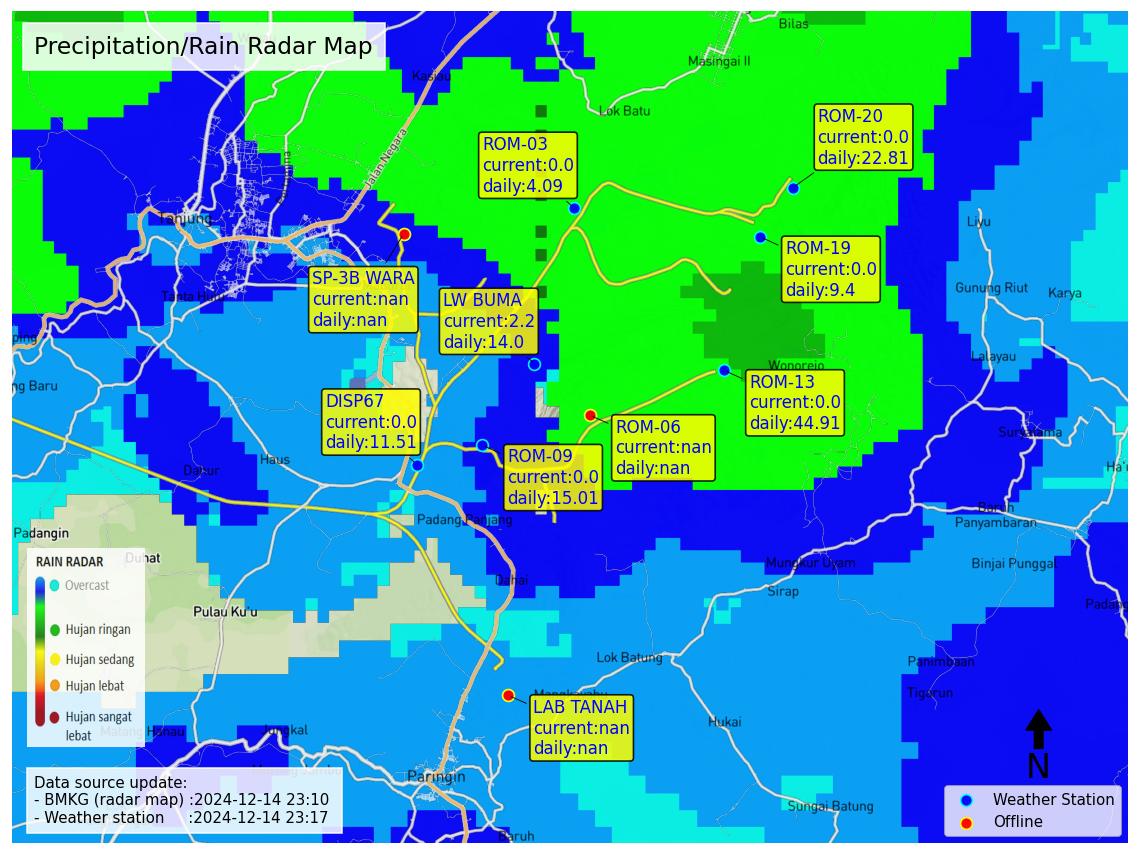 Precipitation/Rain Radar Map
Bilas
Masingai II
Kasiau
Lok Batu
Jalan Negara
ROM-20
current:0.0
daily:22.81
ROM-03
current:0.0
daily:4.09
Tanjung
Liyu
ROM-19
current:0.0
daily:9.4
SP-3B WARA
current:nan
daily:nan
LW BUMA
current:2.2
daily:14.0
Gunung Riut
Karya
Lalayau
Wonorejo
ng Baru
ping
ROM-13
current:0.0
daily:44.91
DISP67
current:0.0
daily:11.51
ROM-06
current:nan
daily:nan
Suryatama
ROM-09
current:0.0
daily:15.01
Haus
Dahur
Padang Panjang
Baruh
Panyambaran
Padangin
Duhat
Mungkur Uyam
Binjai Punggal
Dahai
Sirap
Padang
Pulau Ku'u
RAIN RADAR
Overcast
Hujan ringan
Hujan sedang
Hujan lebat
Hujan sangat
lebat
Lok Batung
Panimbaan
Tigarun
LAB TANAH
current:nan
daily:nan
Hukai
Matang Hanau
Jungkal
Paringin
Sungai Batung
Baruh
N
Data source update:
- BMKG (radar map) :2024-12-14 23:10
- Weather station :2024-12-14 23:17
Weather Station
Offline